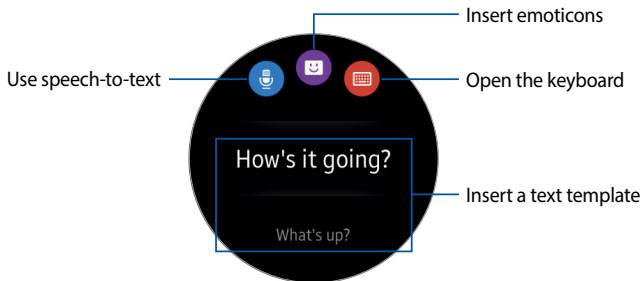 Insert emoticons
Use speech-to-text
Open the keyboard
How's it going?
Insert a text template
What's up?